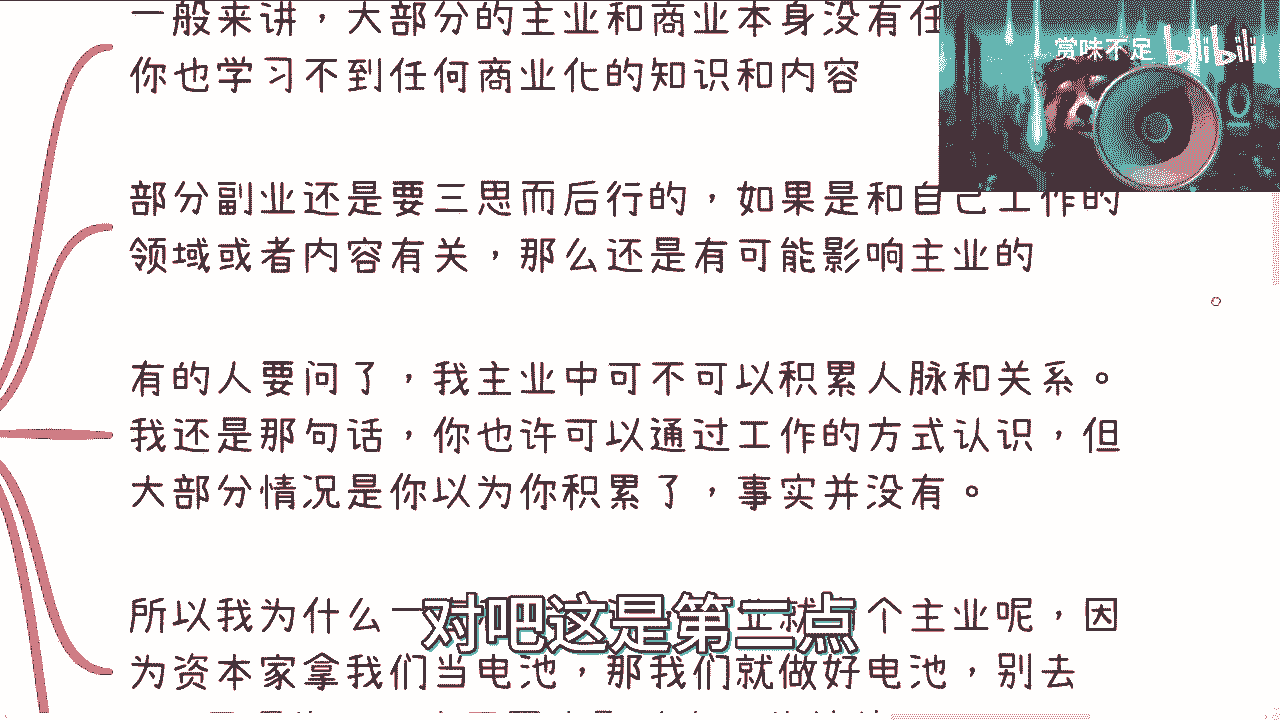 一般来讲，大部分的主业和商业本身没有任
你也学习不到任何商业化的知识和内容
赏味不足 bilibili
部分副业还是要三思而后行的，如果是和自己工作的
领域或者内容有关，那么还是有可能影响主业的
有的人要问了，我主业中可不可以积累人脉和关系。
我还是那句话，你也许可以通过工作的方式认识，但
大部分情况是你以为你积累了，事实并没有。
所以我为什么一
个主业呢，因
对吧这是第二点
为资本家拿我们当电池，那我们就做好电池，别去